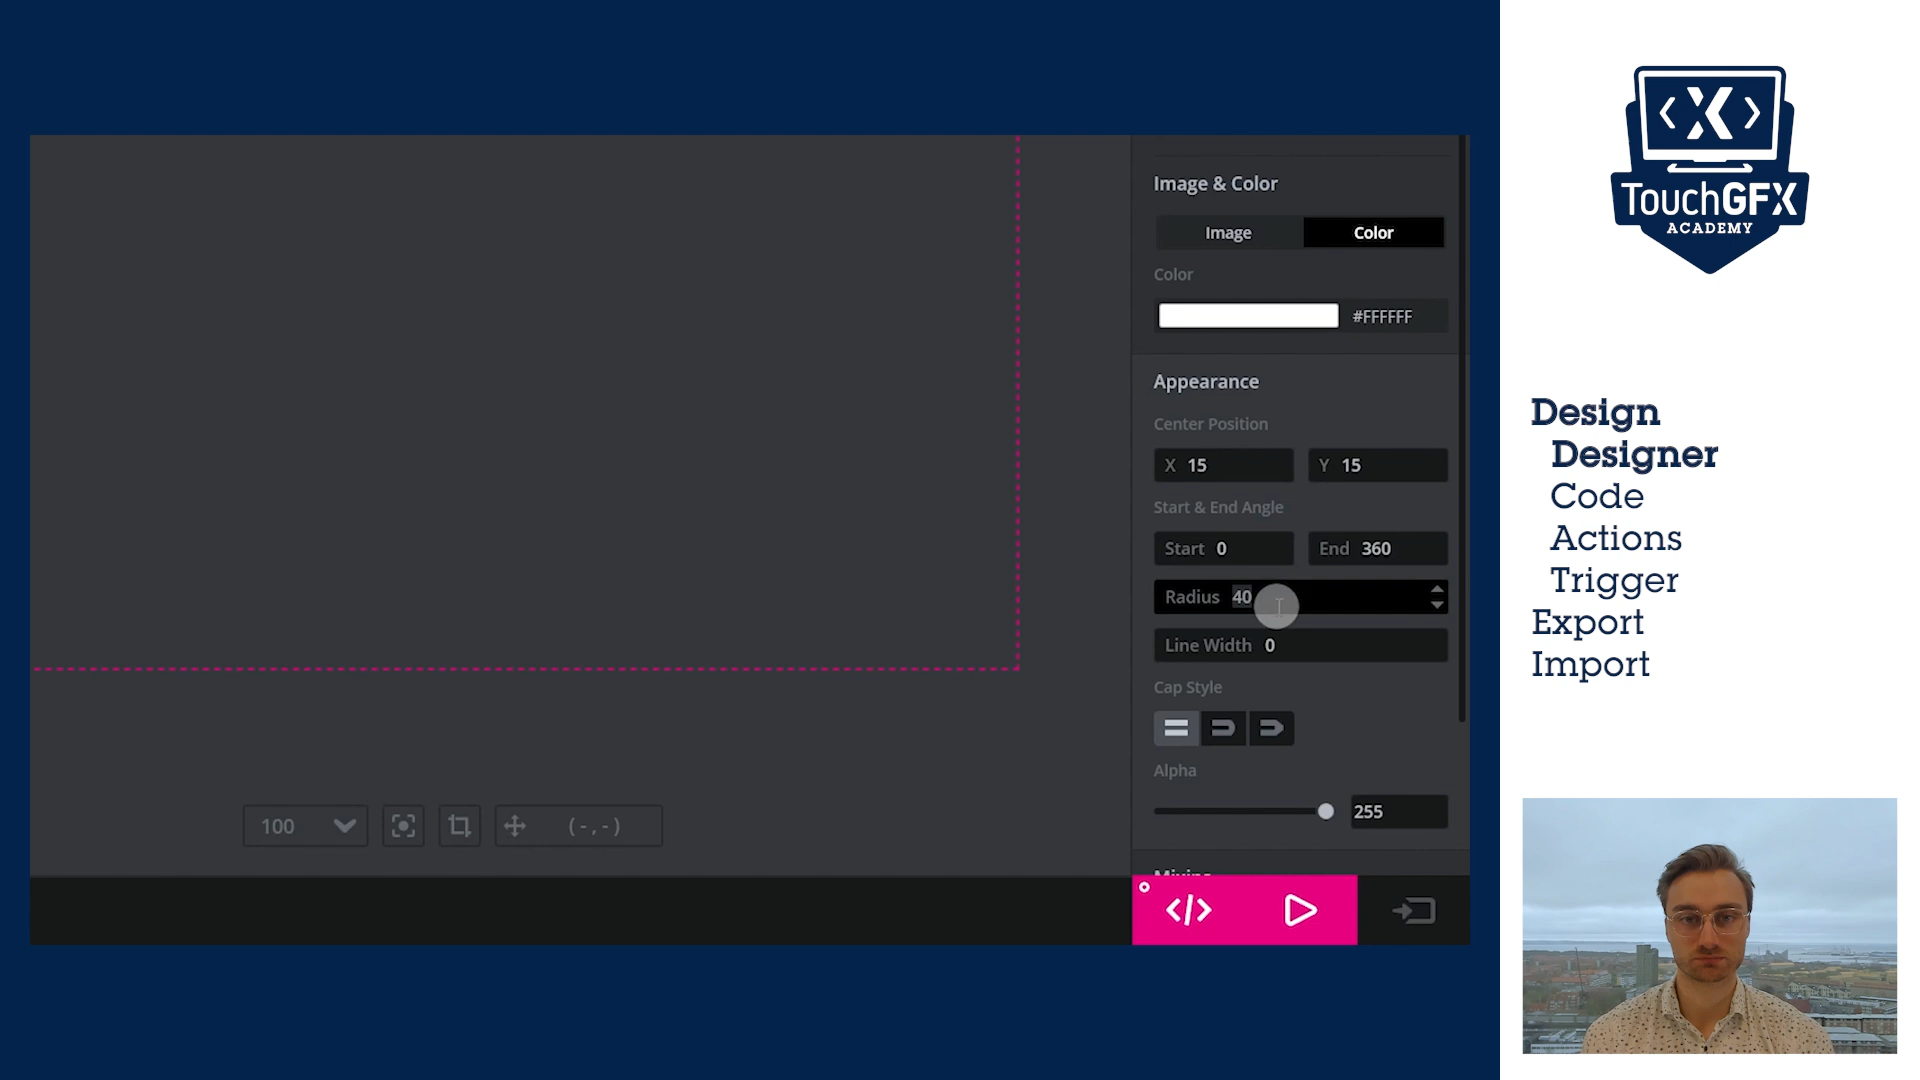 Image & Color
Image
Color
Color
#FFFFFF
Appearance
Center Position
X 15
Y 15
Start & End Angle
Start 0
End 360
Radius 40
Line Width 0
Cap Style
Alpha
255
Mixing
100
(-,-)
</>
<X>
TouchGFX
ACADEMY
Design
Designer
Code
Actions
Trigger
Export
Import